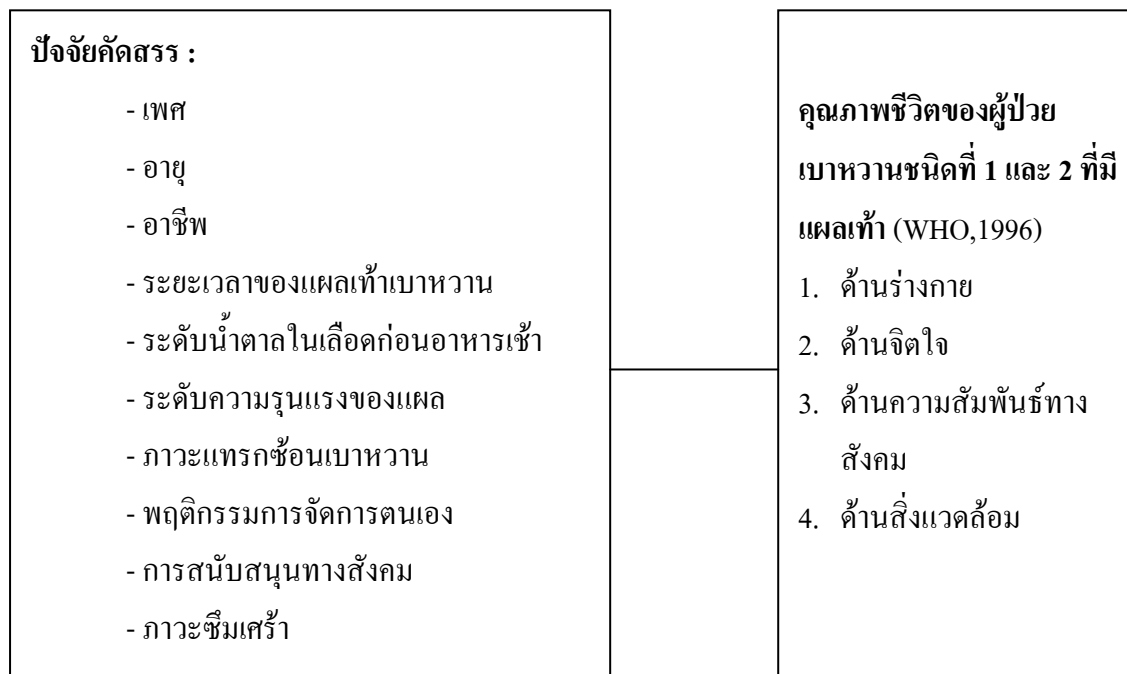 ปัจจัยคัดสรร :
- เพศ
- อายุ
- อาชีพ
- ระยะเวลาของแผลเท้าเบาหวาน
- ระดับน้ำตาลในเลือดก่อนอาหารเช้า
- ระดับความรุนแรงของแผล
- ภาวะแทรกซ้อนเบาหวาน
- พฤติกรรมการจัดการตนเอง
- การสนับสนุนทางสังคม
- ภาวะซึมเศร้า
คุณภาพชีวิตของผู้ป่วย
เบาหวานชนิดที่ 1 และ 2 ที่มี
แผลเท้า (WHO,1996)
1. ด้านร่างกาย
2. ด้านจิตใจ
3. ด้านความสัมพันธ์ทาง
สังคม
4. ด้านสิ่งแวดล้อม